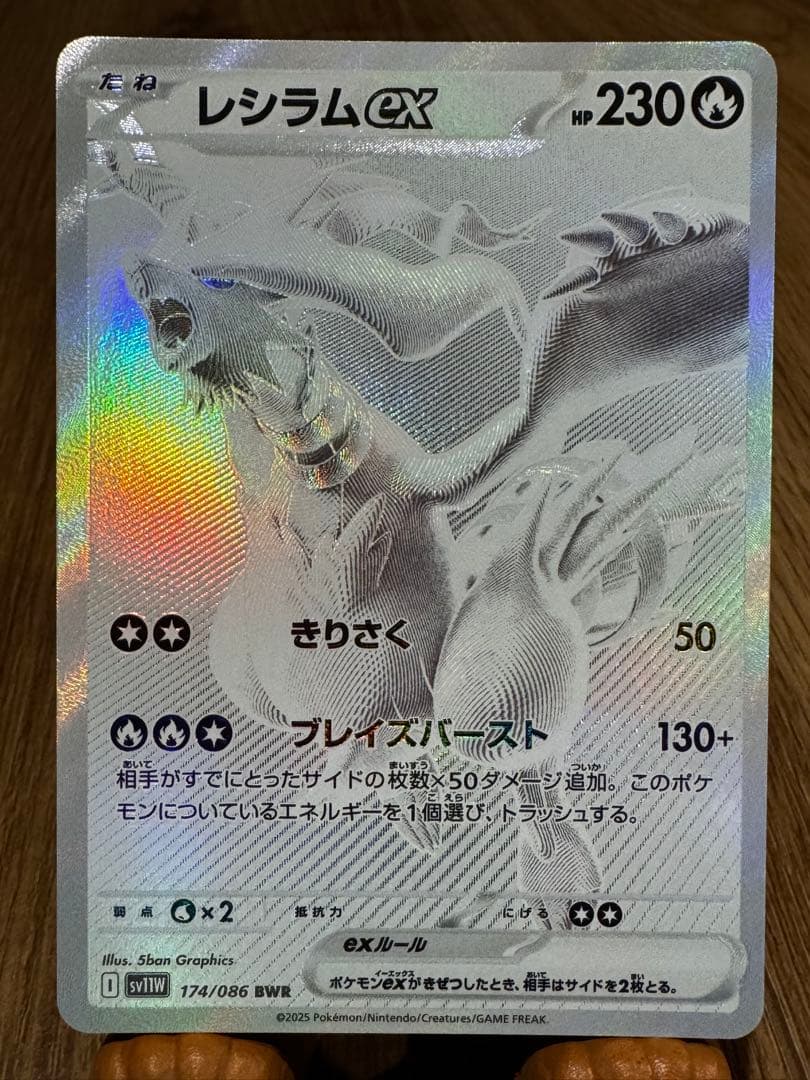 たね
レシラムex HP230
きりさく 50
ブレイズバースト 130+
相手がすでにとったサイドの枚数×50ダメージ追加。このポケ
モンについているエネルギーを1個選び、トラッシュする。
弱点 ×2 抵抗力 にげる
exルール
ポケモンexがきぜつしたとき、相手はサイドを2枚とる。
Illus. 5ban Graphics
I sv11W 174/086 BWR
©2025 Pokémon/Nintendo/Creatures/GAME FREAK.